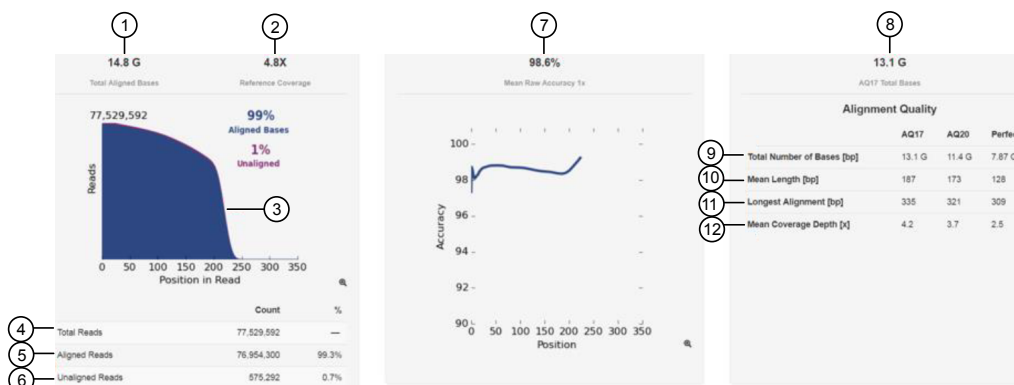 1
2
7
8
14.8 G
4.8X
Total Aligned Bases
Reference Coverage
77,529,592
99%
Aligned Bases
1%
Unaligned
Reads
3
0 50 100 150 200 250 300 350
Position in Read
Count %
4 Total Reads 77,529,592 —
5 Aligned Reads 76,954,300 99.3%
6 Unaligned Reads 575,292 0.7%
98.6%
Mean Raw Accuracy 1x
100
98
96
94
92
90
Accuracy
0 50 100 150 200 250 300 350
Position
13.1 G
AQ17 Total Bases
Alignment Quality
AQ17 AQ20 Perfec
9 Total Number of Bases [bp] 13.1 G 11.4 G 7.87 G
10 Mean Length [bp] 187 173 128
11 Longest Alignment [bp] 335 321 309
12 Mean Coverage Depth [x] 4.2 3.7 2.5